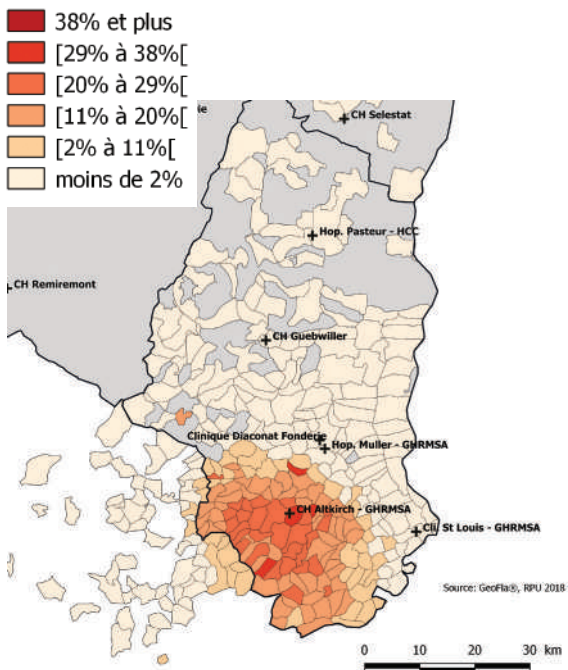 38% et plus
[29% à 38%[
[20% à 29%[
[11% à 20%[
[2% à 11%[
moins de 2%
ie
CH Selestat
Hop. Pasteur - HCC
CH Remiremont
CH Guebwiller
Clinique Diaconat Fonderie
Hop. Muller - GHRMSA
CH Altkirch - GHRMSA
Cli. St Louis - GHRMSA
Source: GeoFla®, RPU 2018
0 10 20 30 km